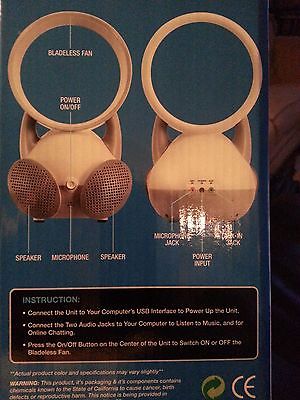 BLADELESS FAN
POWER
ON/OFF
MICROPHONE
JACK
JACK
POWER
INPUT
SPEAKER MICROPHONE SPEAKER
INSTRUCTION:
• Connect the Unit to Your Computer's USB Interface to Power Up the Unit.
• Connect the Two Audio Jacks to Your Computer to Listen to Music, and for
Online Chatting.
• Press the On/Off Button on the Center of the Unit to Switch ON or OFF the
Bladeless Fan.
**Actual product color and specifications may vary slightly**
WARNING: This product, it's packaging & it's components contains
chemicals known to the State of California to cause cancer, birth
defects or reproductive harm. This notice is being provided in
CE